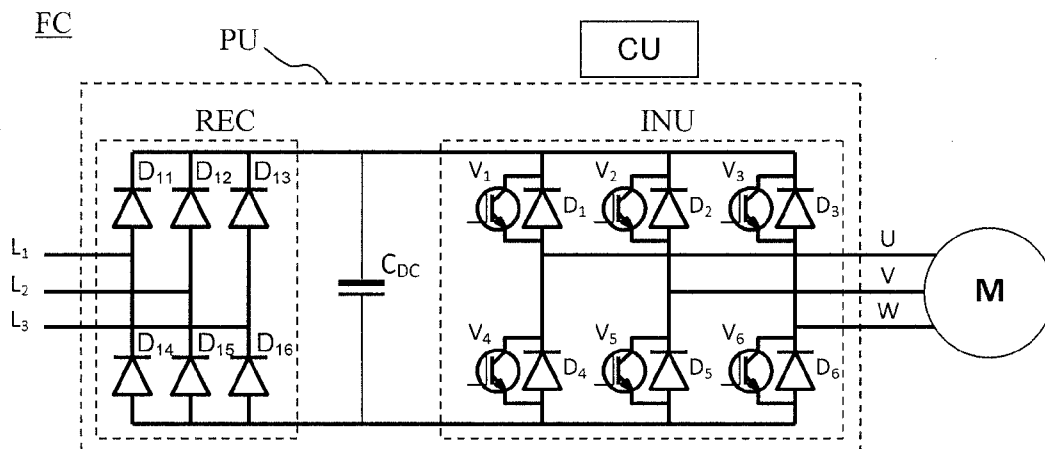 FC
PU
CU
REC
INU
D₁₁ D₁₂ D₁₃
V₁ D₁ V₂ D₂ V₃ D₃
L₁
L₂
L₃
C_DC
U
V
W
M
D₁₄ D₁₅ D₁₆
V₄ D₄ V₅ D₅ V₆ D₆